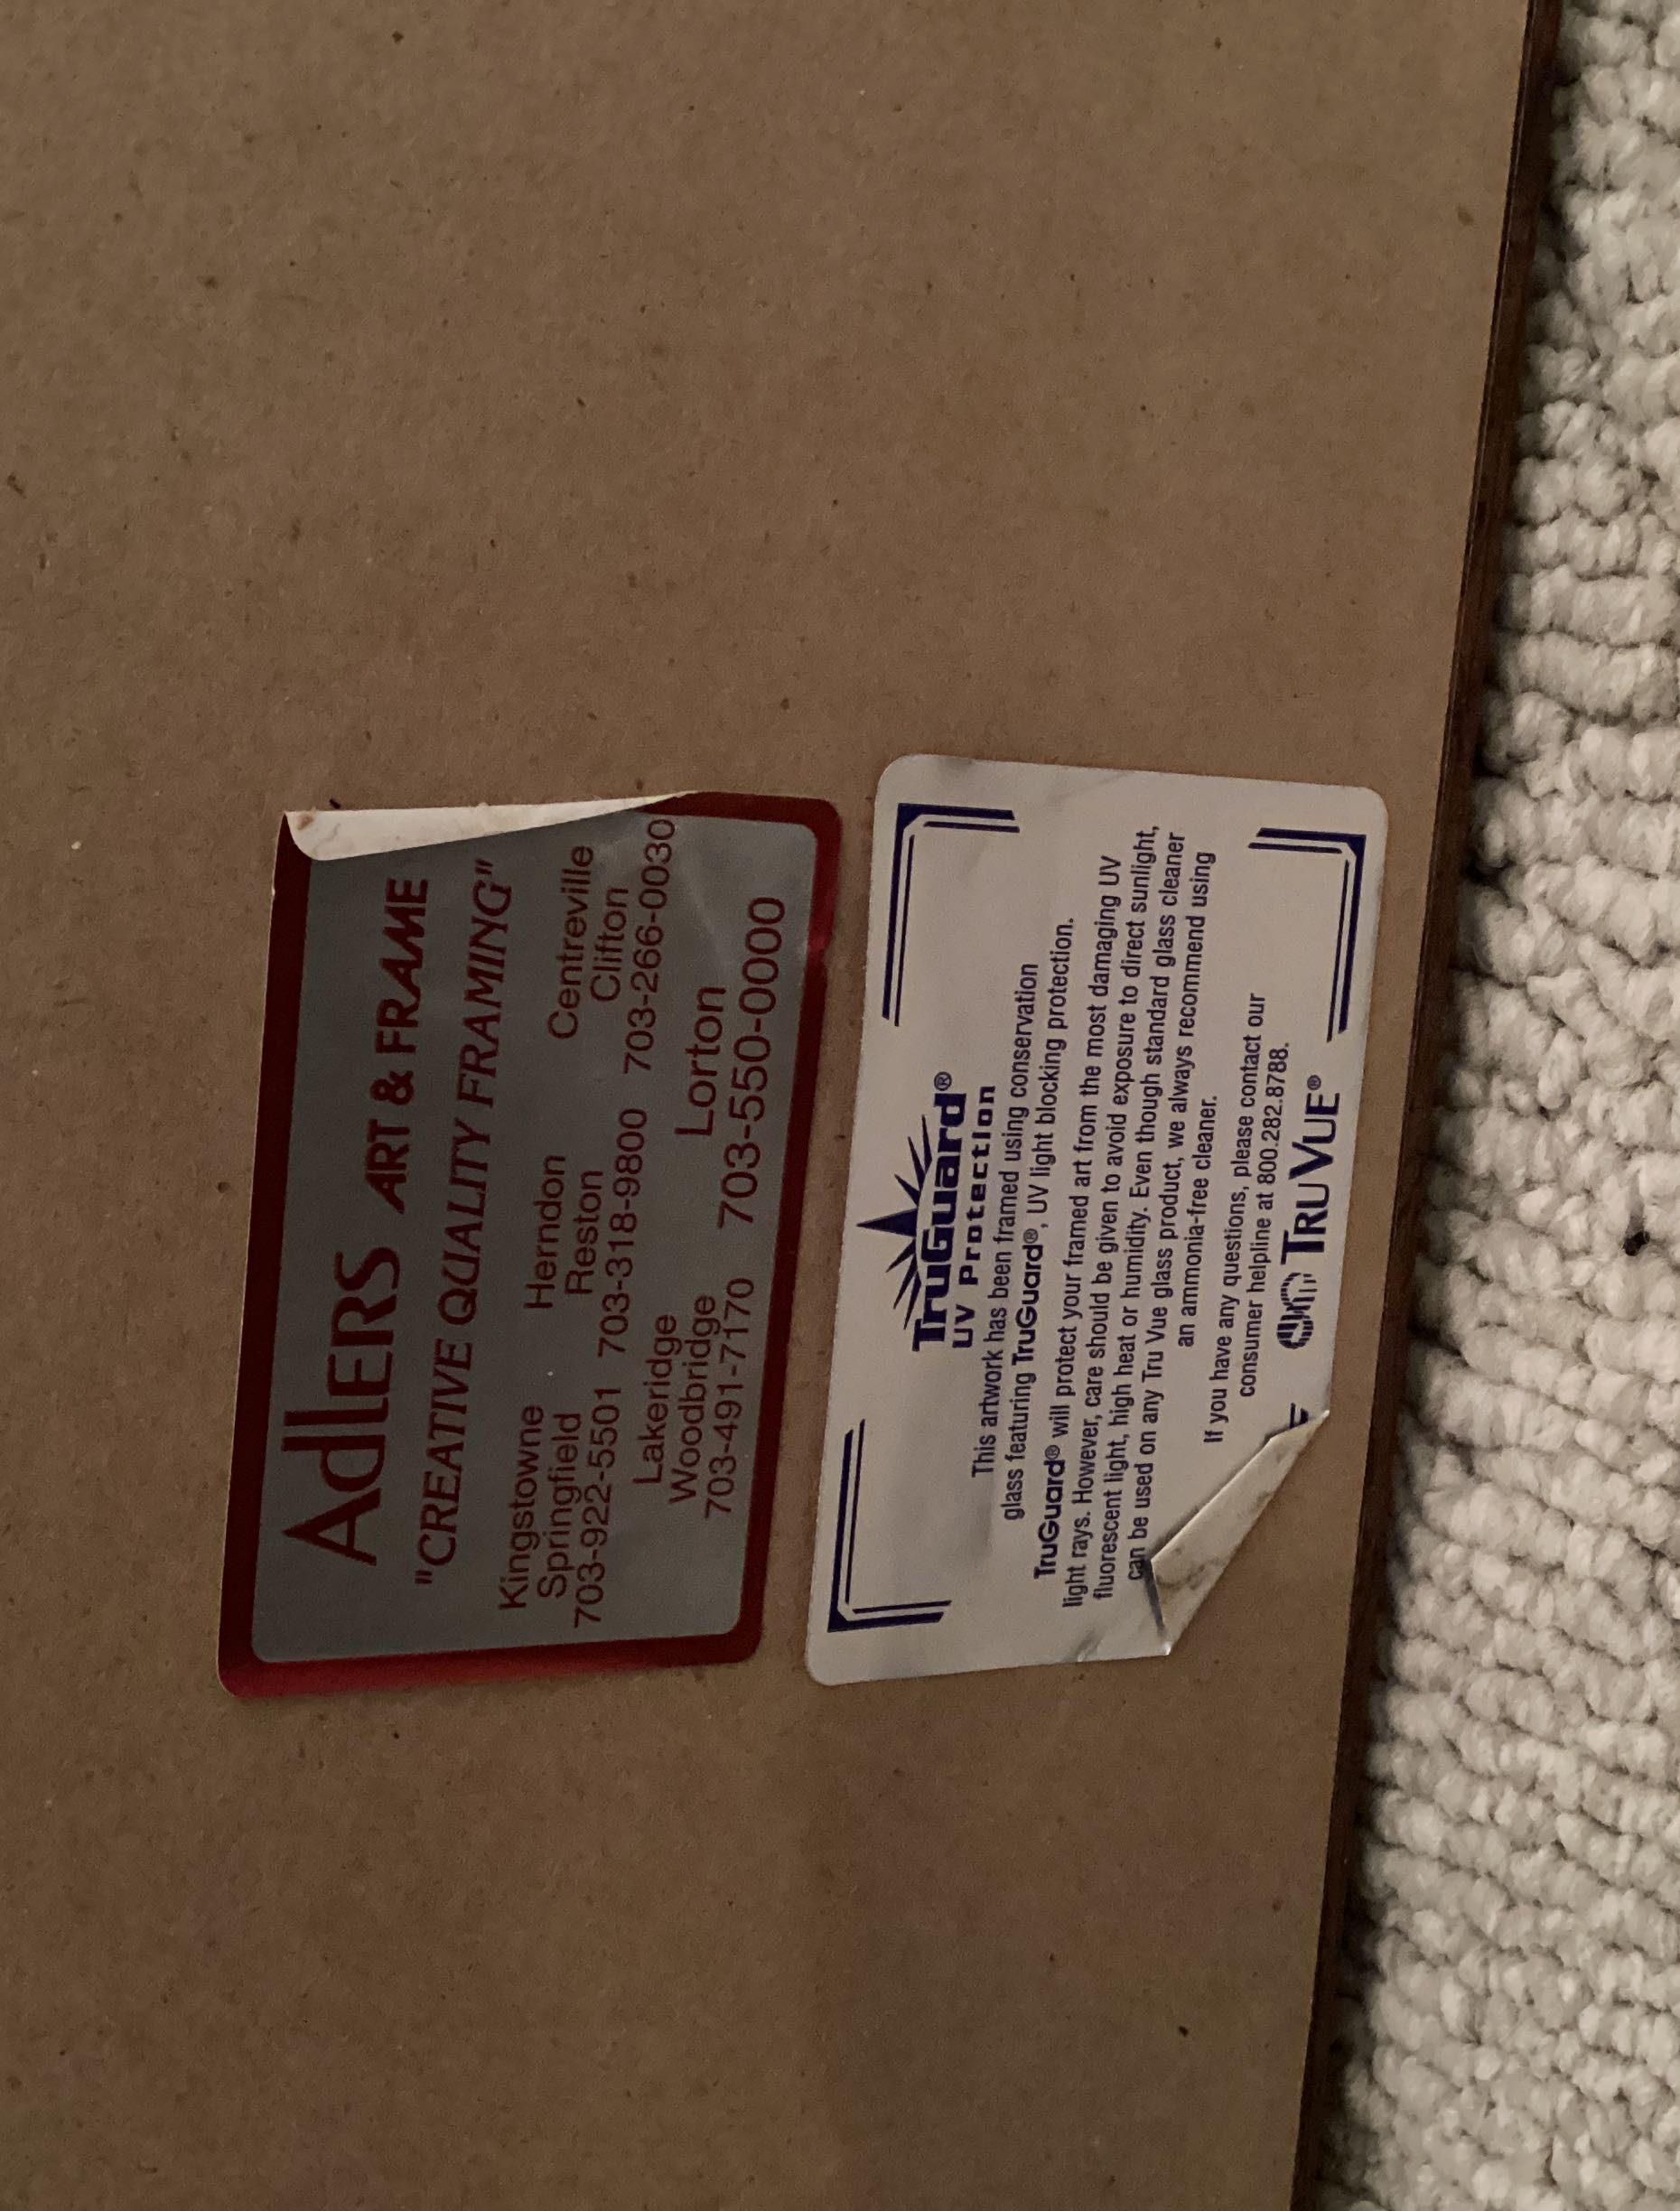 AdlERS ART & FRAME
"CREATIVE QUALITY FRAMING"
Kingstowne Herndon Centreville
Springfield Reston Clifton
703-922-5501 703-318-9800 703-266-0030
Lakeridge
Woodbridge Lorton
703-491-7170 703-550-0000
TruGuard®
UV Protection
This artwork has been framed using conservation
glass featuring TruGuard®, UV light blocking protection.
TruGuard® will protect your framed art from the most damaging UV
light rays. However, care should be given to avoid exposure to direct sunlight,
fluorescent light, high heat or humidity. Even though standard glass cleaner
can be used on any Tru Vue glass product, we always recommend using
an ammonia-free cleaner.
If you have any questions, please contact our
consumer helpline at 800.282.8788.
TRUVUE®